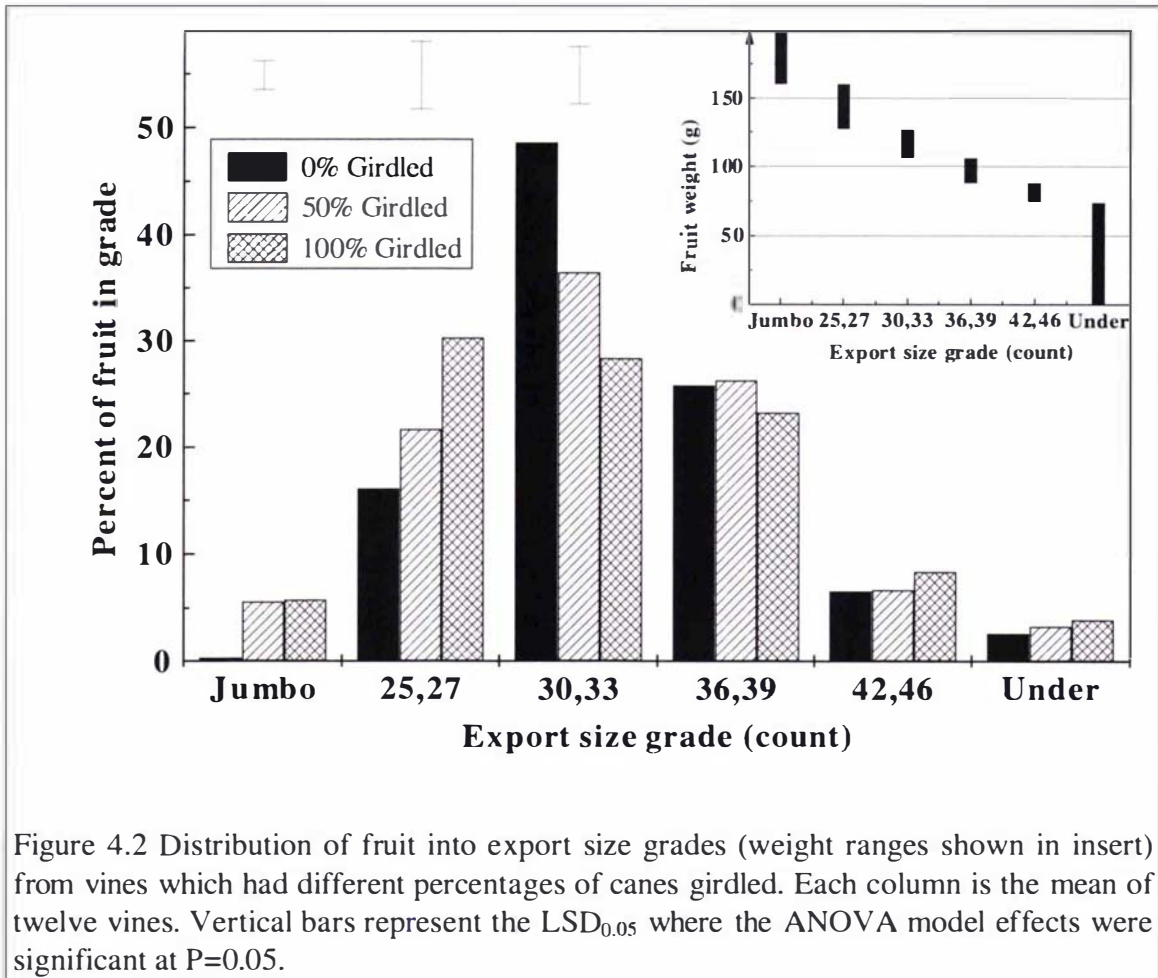 50
40
30
20
10
0
Percent of fruit in grade
0% Girdled
50% Girdled
100% Girdled
Jumbo 25,27 30,33 36,39 42,46 Under
Export size grade (count)
150
100
50
Fruit weight (g)
Jumbo 25,27 30,33 36,39 42,46 Under
Export size grade (count)
Figure 4.2 Distribution of fruit into export size grades (weight ranges shown in insert)
from vines which had different percentages of canes girdled. Each column is the mean of
twelve vines. Vertical bars represent the LSD0.05 where the ANOVA model effects were
significant at P=0.05.